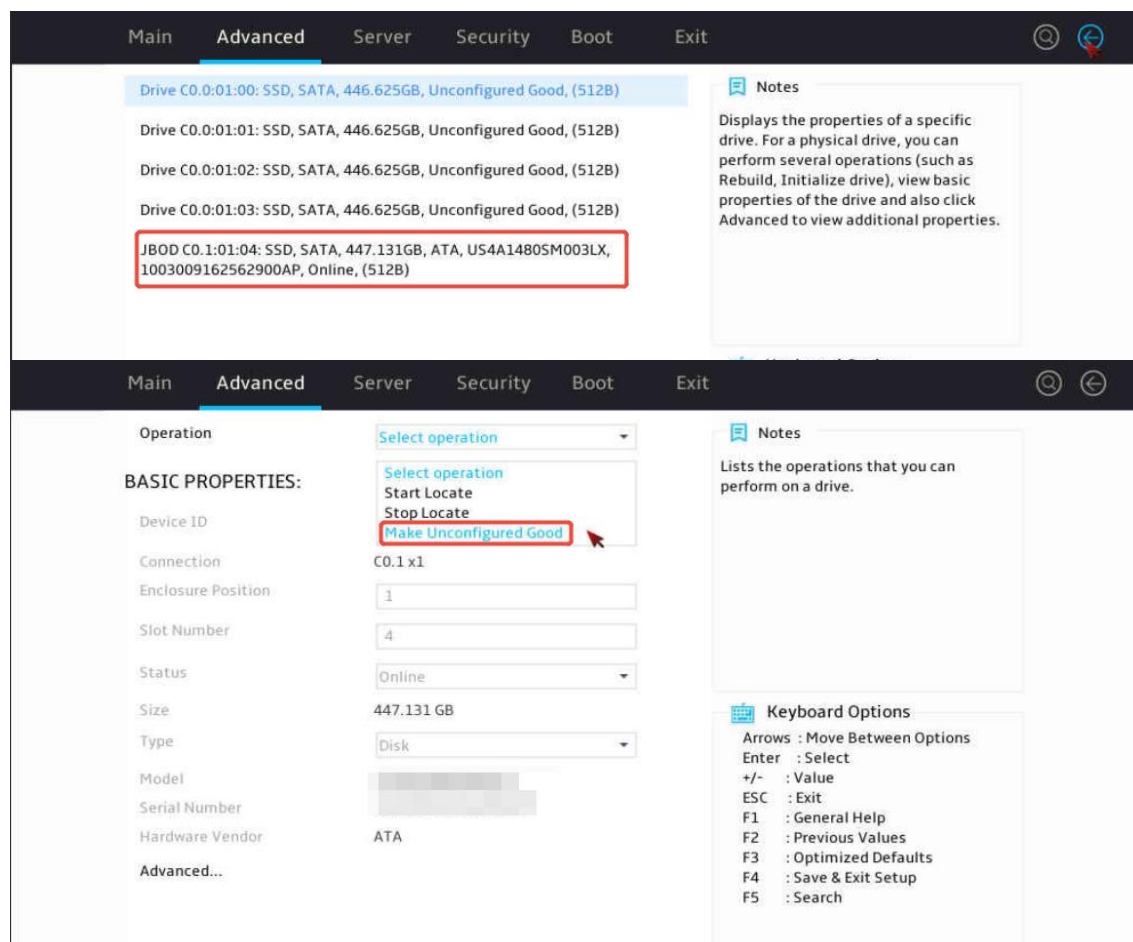 Main Advanced Server Security Boot Exit
Drive C0.0:01:00: SSD, SATA, 446.625GB, Unconfigured Good, (512B)
Drive C0.0:01:01: SSD, SATA, 446.625GB, Unconfigured Good, (512B)
Drive C0.0:01:02: SSD, SATA, 446.625GB, Unconfigured Good, (512B)
Drive C0.0:01:03: SSD, SATA, 446.625GB, Unconfigured Good, (512B)
JBOD C0.1:01:04: SSD, SATA, 447.131GB, ATA, US4A1480SM003LX,
1003009162562900AP, Online, (512B)
Notes
Displays the properties of a specific
drive. For a physical drive, you can
perform several operations (such as
Rebuild, Initialize drive), view basic
properties of the drive and also click
Advanced to view additional properties.
Main Advanced Server Security Boot Exit
Operation Select operation
Select operation
Start Locate
Stop Locate
Make Unconfigured Good
BASIC PROPERTIES:
Device ID
Connection C0.1 x1
Enclosure Position 1
Slot Number 4
Status Online
Size 447.131 GB
Type Disk
Model
Serial Number
Hardware Vendor ATA
Advanced...
Notes
Lists the operations that you can
perform on a drive.
Keyboard Options
Arrows : Move Between Options
Enter : Select
+/- : Value
ESC : Exit
F1 : General Help
F2 : Previous Values
F3 : Optimized Defaults
F4 : Save & Exit Setup
F5 : Search